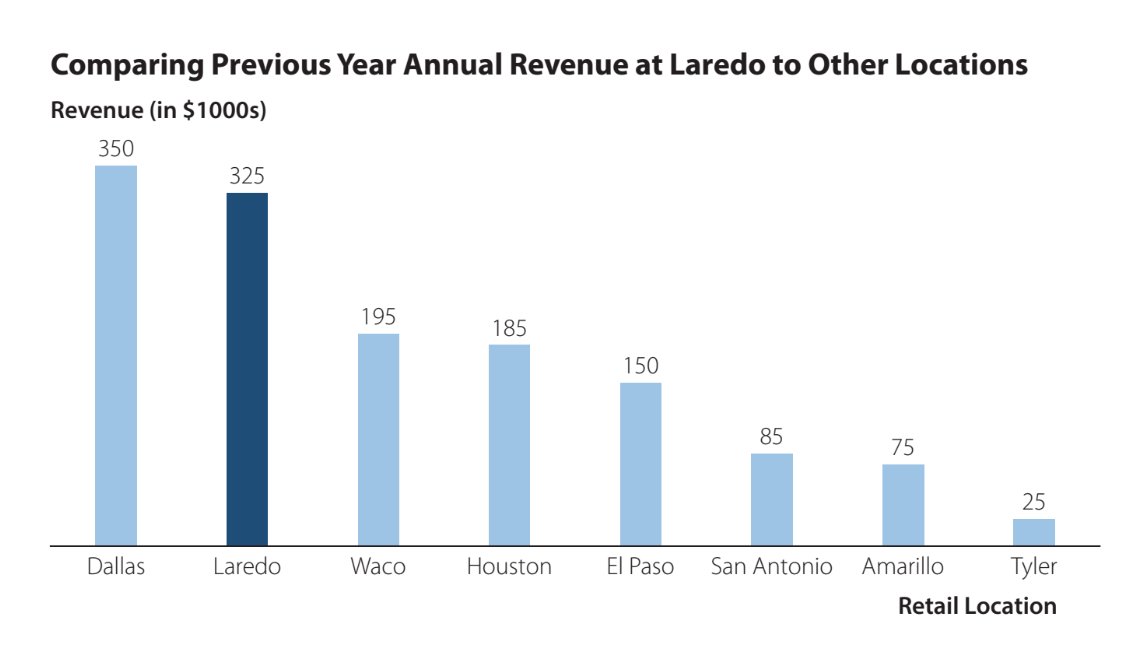 Comparing Previous Year Annual Revenue at Laredo to Other Locations
Revenue (in $1000s)
350
325
195
185
150
85
75
25
Dallas
Laredo
Waco
Houston
El Paso
San Antonio
Amarillo
Tyler
Retail Location